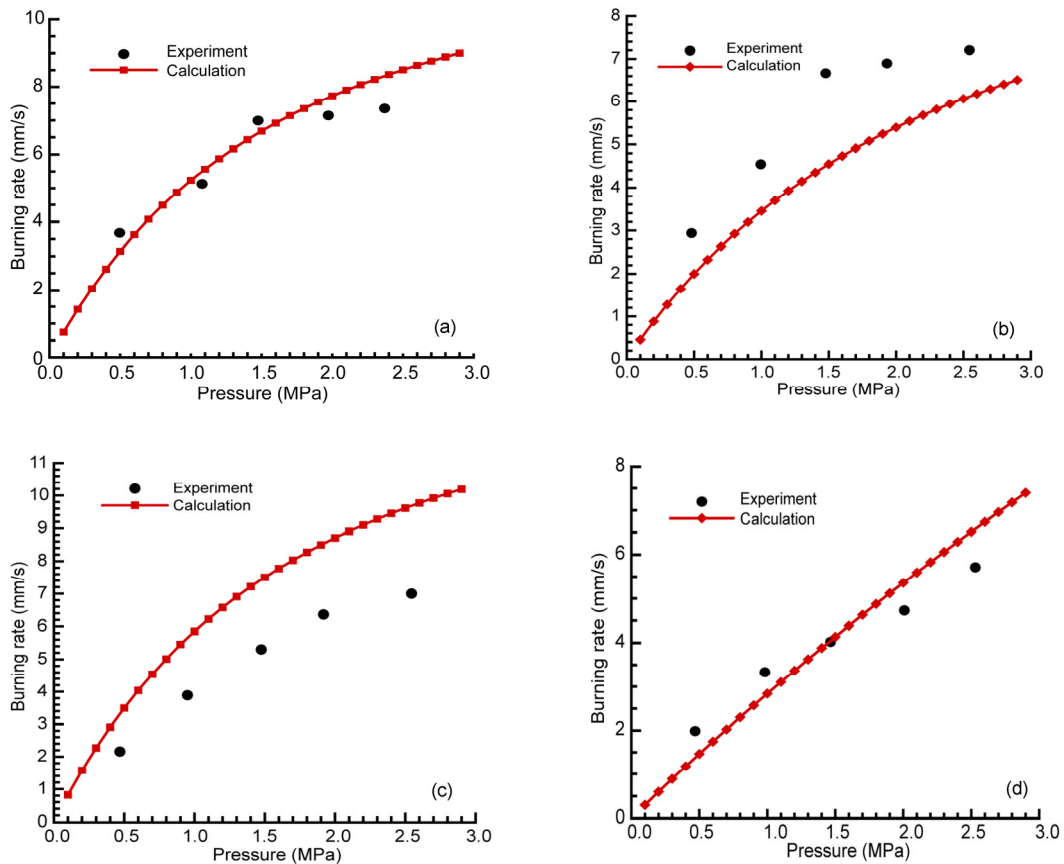 10
8
6
4
2
0
Burning rate (mm/s)
Experiment
Calculation
(a)
0.0 0.5 1.0 1.5 2.0 2.5 3.0
Pressure (MPa)
8
7
6
5
4
3
2
1
0
Burning rate (mm/s)
Experiment
Calculation
(b)
0.0 0.5 1.0 1.5 2.0 2.5 3.0
Pressure (MPa)
11
10
9
8
7
6
5
4
3
2
1
0
Burning rate (mm/s)
Experiment
Calculation
(c)
0.0 0.5 1.0 1.5 2.0 2.5 3.0
Pressure (MPa)
8
6
4
2
0
Burning rate (mm/s)
Experiment
Calculation
(d)
0.0 0.5 1.0 1.5 2.0 2.5 3.0
Pressure (MPa)